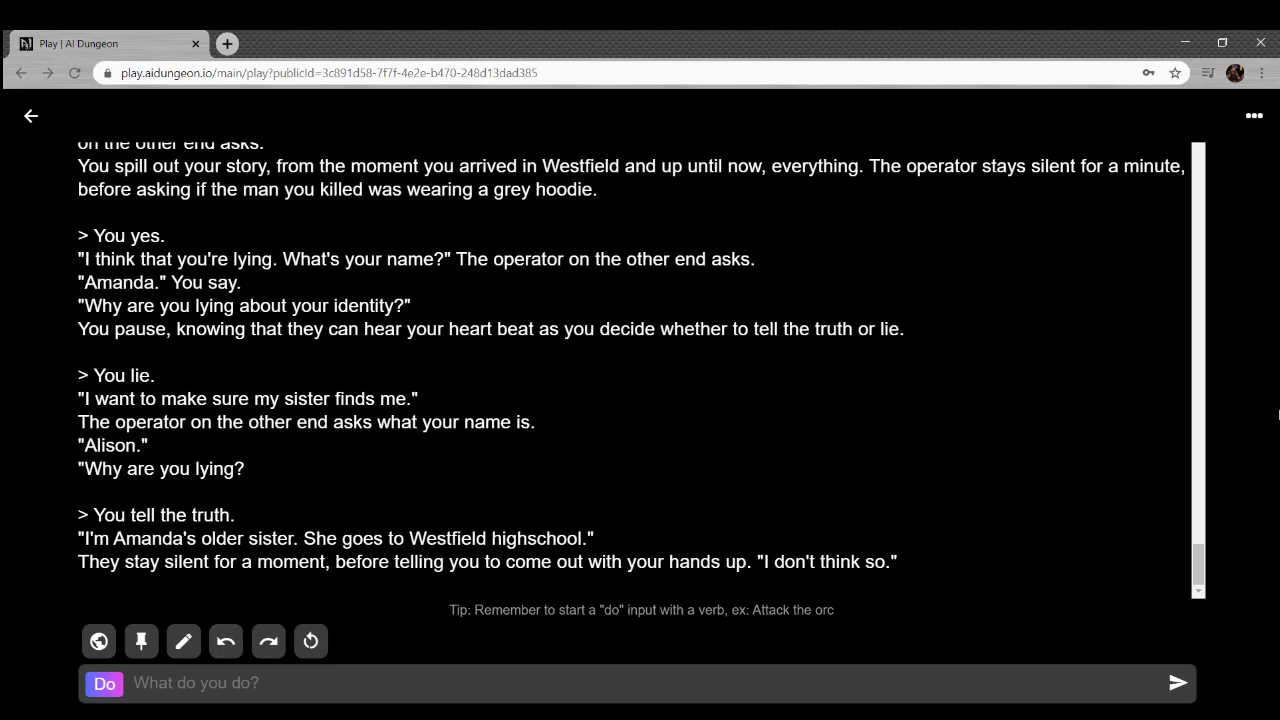 Play | AI Dungeon
play.aidungeon.io/main/play?publicId=3c891d58-7f7f-4e2e-b470-248d13dad385
on the other end asks.
You spill out your story, from the moment you arrived in Westfield and up until now, everything. The operator stays silent for a minute,
before asking if the man you killed was wearing a grey hoodie.
> You yes.
"I think that you're lying. What's your name?" The operator on the other end asks.
"Amanda." You say.
"Why are you lying about your identity?"
You pause, knowing that they can hear your heart beat as you decide whether to tell the truth or lie.
> You lie.
"I want to make sure my sister finds me."
The operator on the other end asks what your name is.
"Alison."
"Why are you lying?
> You tell the truth.
"I'm Amanda's older sister. She goes to Westfield highschool."
They stay silent for a moment, before telling you to come out with your hands up. "I don't think so."
Tip: Remember to start a "do" input with a verb, ex: Attack the orc
Do What do you do?